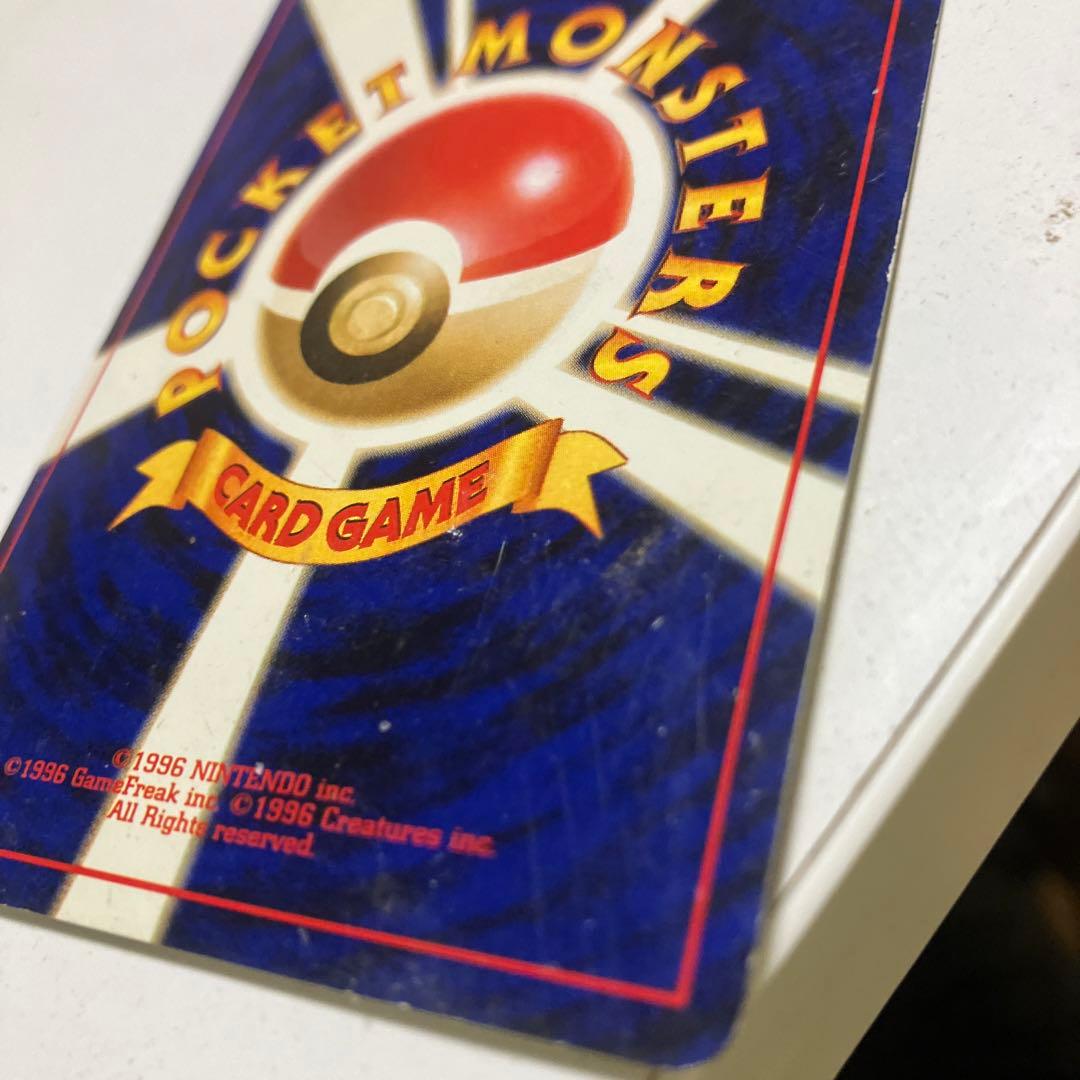 POCKET MONSTERS
CARD GAME
©1996 NINTENDO inc.
©1996 GameFreak inc. ©1996 Creatures inc.
All Rights reserved.